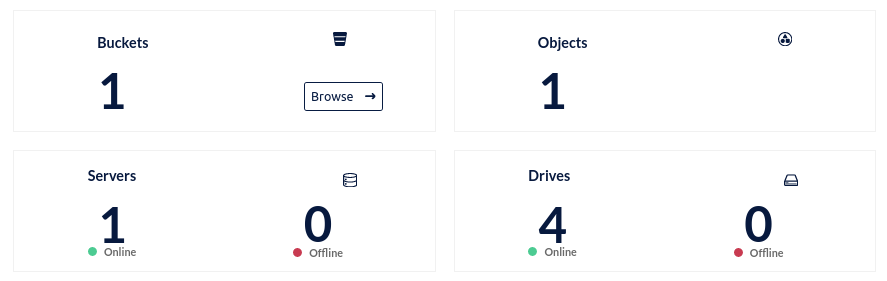 Buckets
1
Browse →
Objects
1
Servers
1
Online
0
Offline
Drives
4
Online
0
Offline